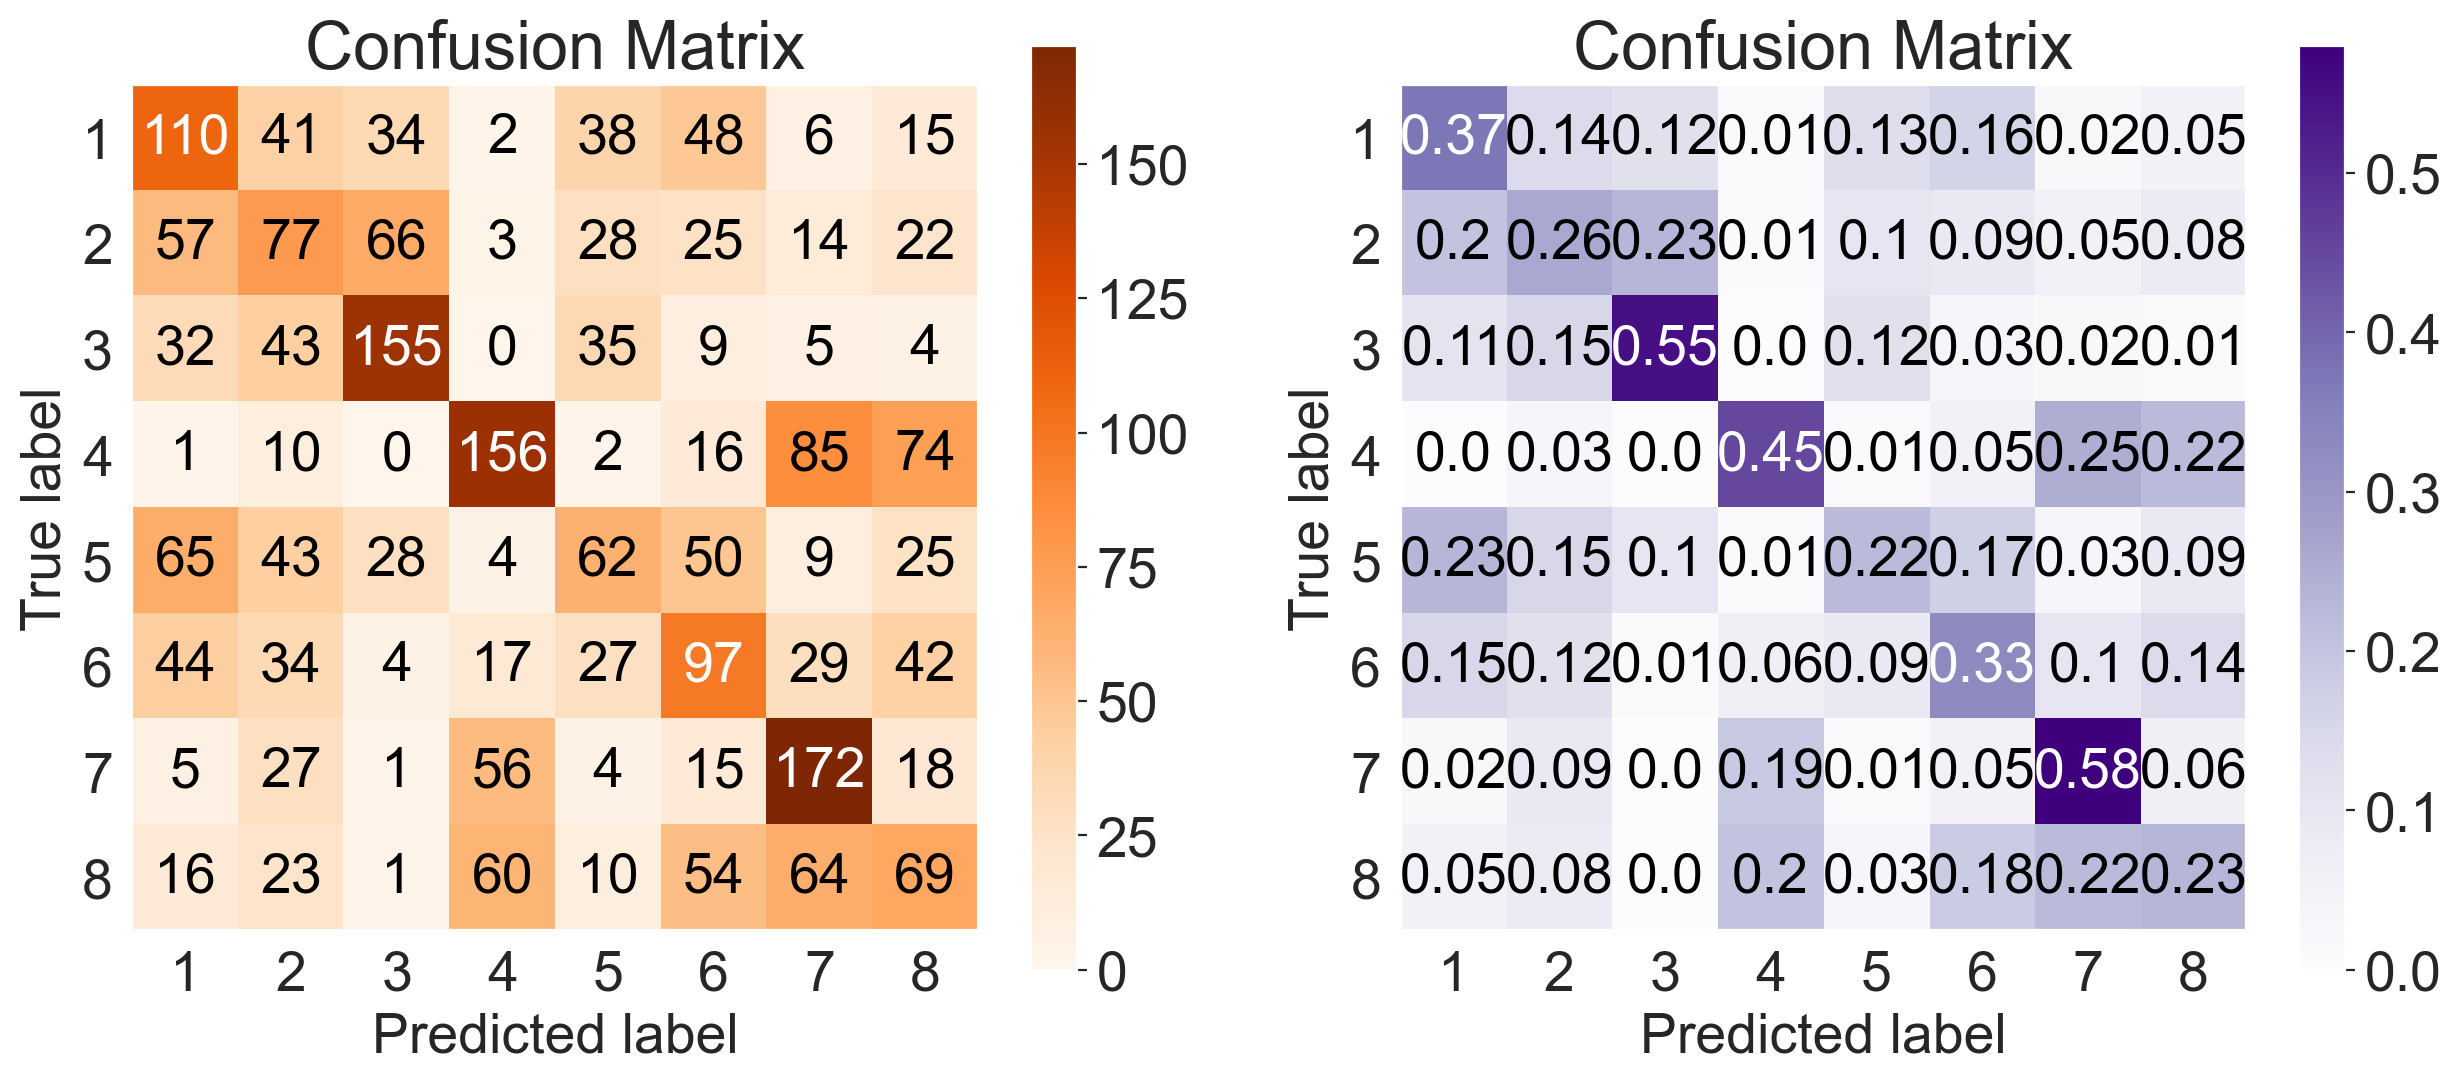 Confusion Matrix
1 110 41 34 2 38 48 6 15
2 57 77 66 3 28 25 14 22
3 32 43 155 0 35 9 5 4
4 1 10 0 156 2 16 85 74
5 65 43 28 4 62 50 9 25
6 44 34 4 17 27 97 29 42
7 5 27 1 56 4 15 172 18
8 16 23 1 60 10 54 64 69
1 2 3 4 5 6 7 8
True label
Predicted label
150
125
100
75
50
25
0
Confusion Matrix
1 0.37 0.14 0.12 0.01 0.13 0.16 0.02 0.05
2 0.2 0.26 0.23 0.01 0.1 0.09 0.05 0.08
3 0.11 0.15 0.55 0.0 0.12 0.03 0.02 0.01
4 0.0 0.03 0.0 0.45 0.01 0.05 0.25 0.22
5 0.23 0.15 0.1 0.01 0.22 0.17 0.03 0.09
6 0.15 0.12 0.01 0.06 0.09 0.33 0.1 0.14
7 0.02 0.09 0.0 0.19 0.01 0.05 0.58 0.06
8 0.05 0.08 0.0 0.2 0.03 0.18 0.22 0.23
1 2 3 4 5 6 7 8
True label
Predicted label
0.5
0.4
0.3
0.2
0.1
0.0